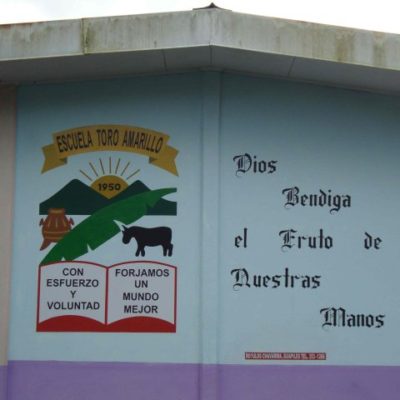 ESCUELA TORO AMARILLO
1950
CON
ESFUERZO
Y
VOLUNTAD
FORJAMOS
UN
MUNDO
MEJOR
Dios
Bendiga
el Fruto de
Nuestras
Manos